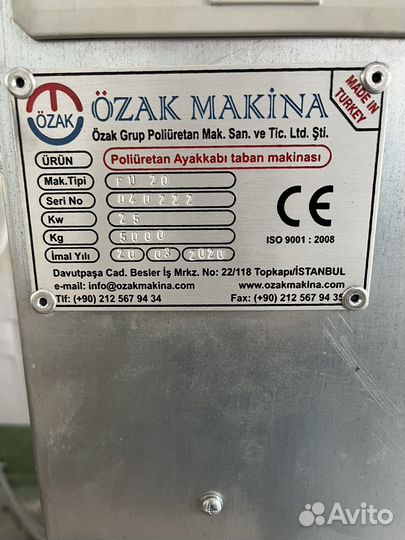 ÖZAK
ÖZAK MAKİNA
MADE IN TURKEY
Özak Grup Poliüretan Mak. San. ve Tic. Ltd. Şti.
ÜRÜN Poliüretan Ayakkabı taban makinası
Mak.Tipi PU 20
Seri No 040222
Kw 25
Kg 5000
İmal Yılı 20 03 2020
CE
ISO 9001 : 2008
Davutpaşa Cad. Besler İş Mrkz. No: 22/118 Topkapı/İSTANBUL
e-mail: info@ozakmakina.com www.ozakmakina.com
Tlf: (+90) 212 567 94 34 Fax: (+90) 212 567 94 35
Avito